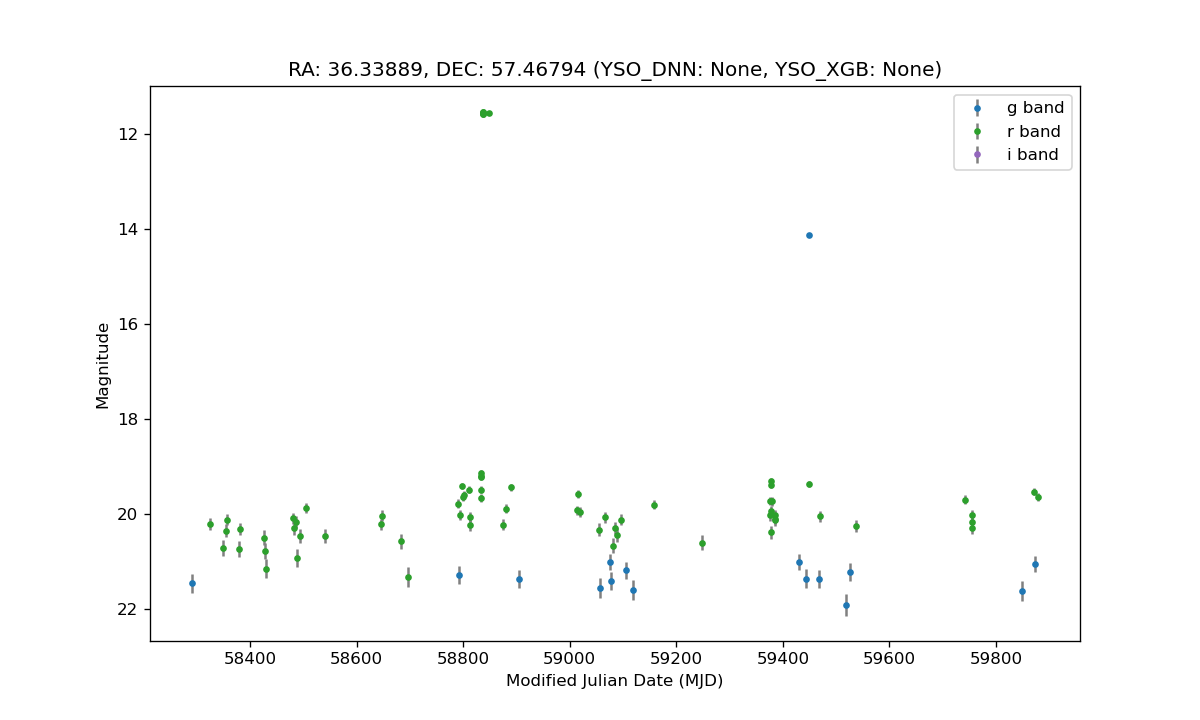 RA: 36.33889, DEC: 57.46794 (YSO_DNN: None, YSO_XGB: None)
g band
r band
i band
12
14
16
18
20
22
Magnitude
58400
58600
58800
59000
59200
59400
59600
59800
Modified Julian Date (MJD)